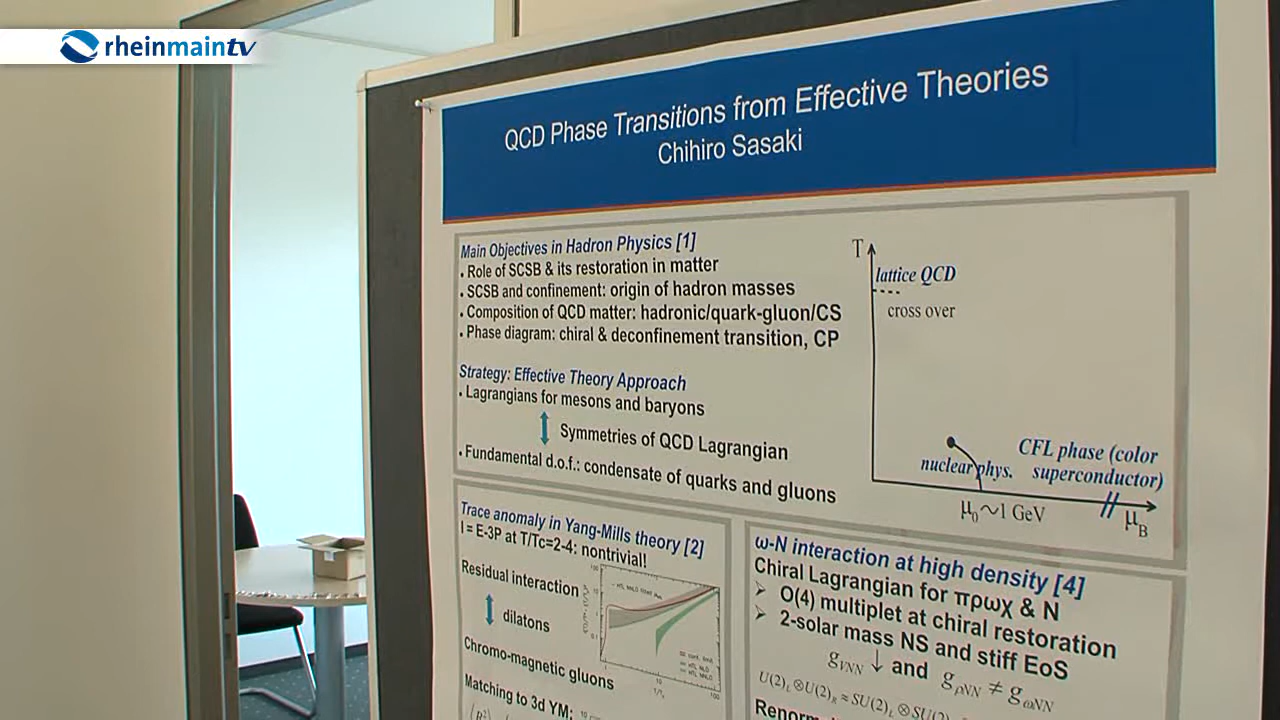 rheinmaintv
QCD Phase Transitions from Effective Theories
Chihiro Sasaki
Main Objectives in Hadron Physics [1]
• Role of SCSB & its restoration in matter
• SCSB and confinement: origin of hadron masses
• Composition of QCD matter: hadronic/quark-gluon/CS
• Phase diagram: chiral & deconfinement transition, CP
Strategy: Effective Theory Approach
• Lagrangians for mesons and baryons
Symmetries of QCD Lagrangian
• Fundamental d.o.f.: condensate of quarks and gluons
T
lattice QCD
cross over
CFL phase (color
nuclear phys. superconductor)
μ₀~1 GeV
μB
Trace anomaly in Yang-Mills theory [2]
I = E-3P at T/Tc=2-4: nontrivial!
Residual interaction
dilatons
Chromo-magnetic gluons
Matching to 3d YM:
ω-N interaction at high density [4]
Chiral Lagrangian for πρωχ & N
➢ O(4) multiplet at chiral restoration
➢ 2-solar mass NS and stiff EoS
gVNN ↓ and gρNN ≠ gωNN
U(2)L ⊗U(2)R ≈ SU(2)L ⊗SU
Renorm